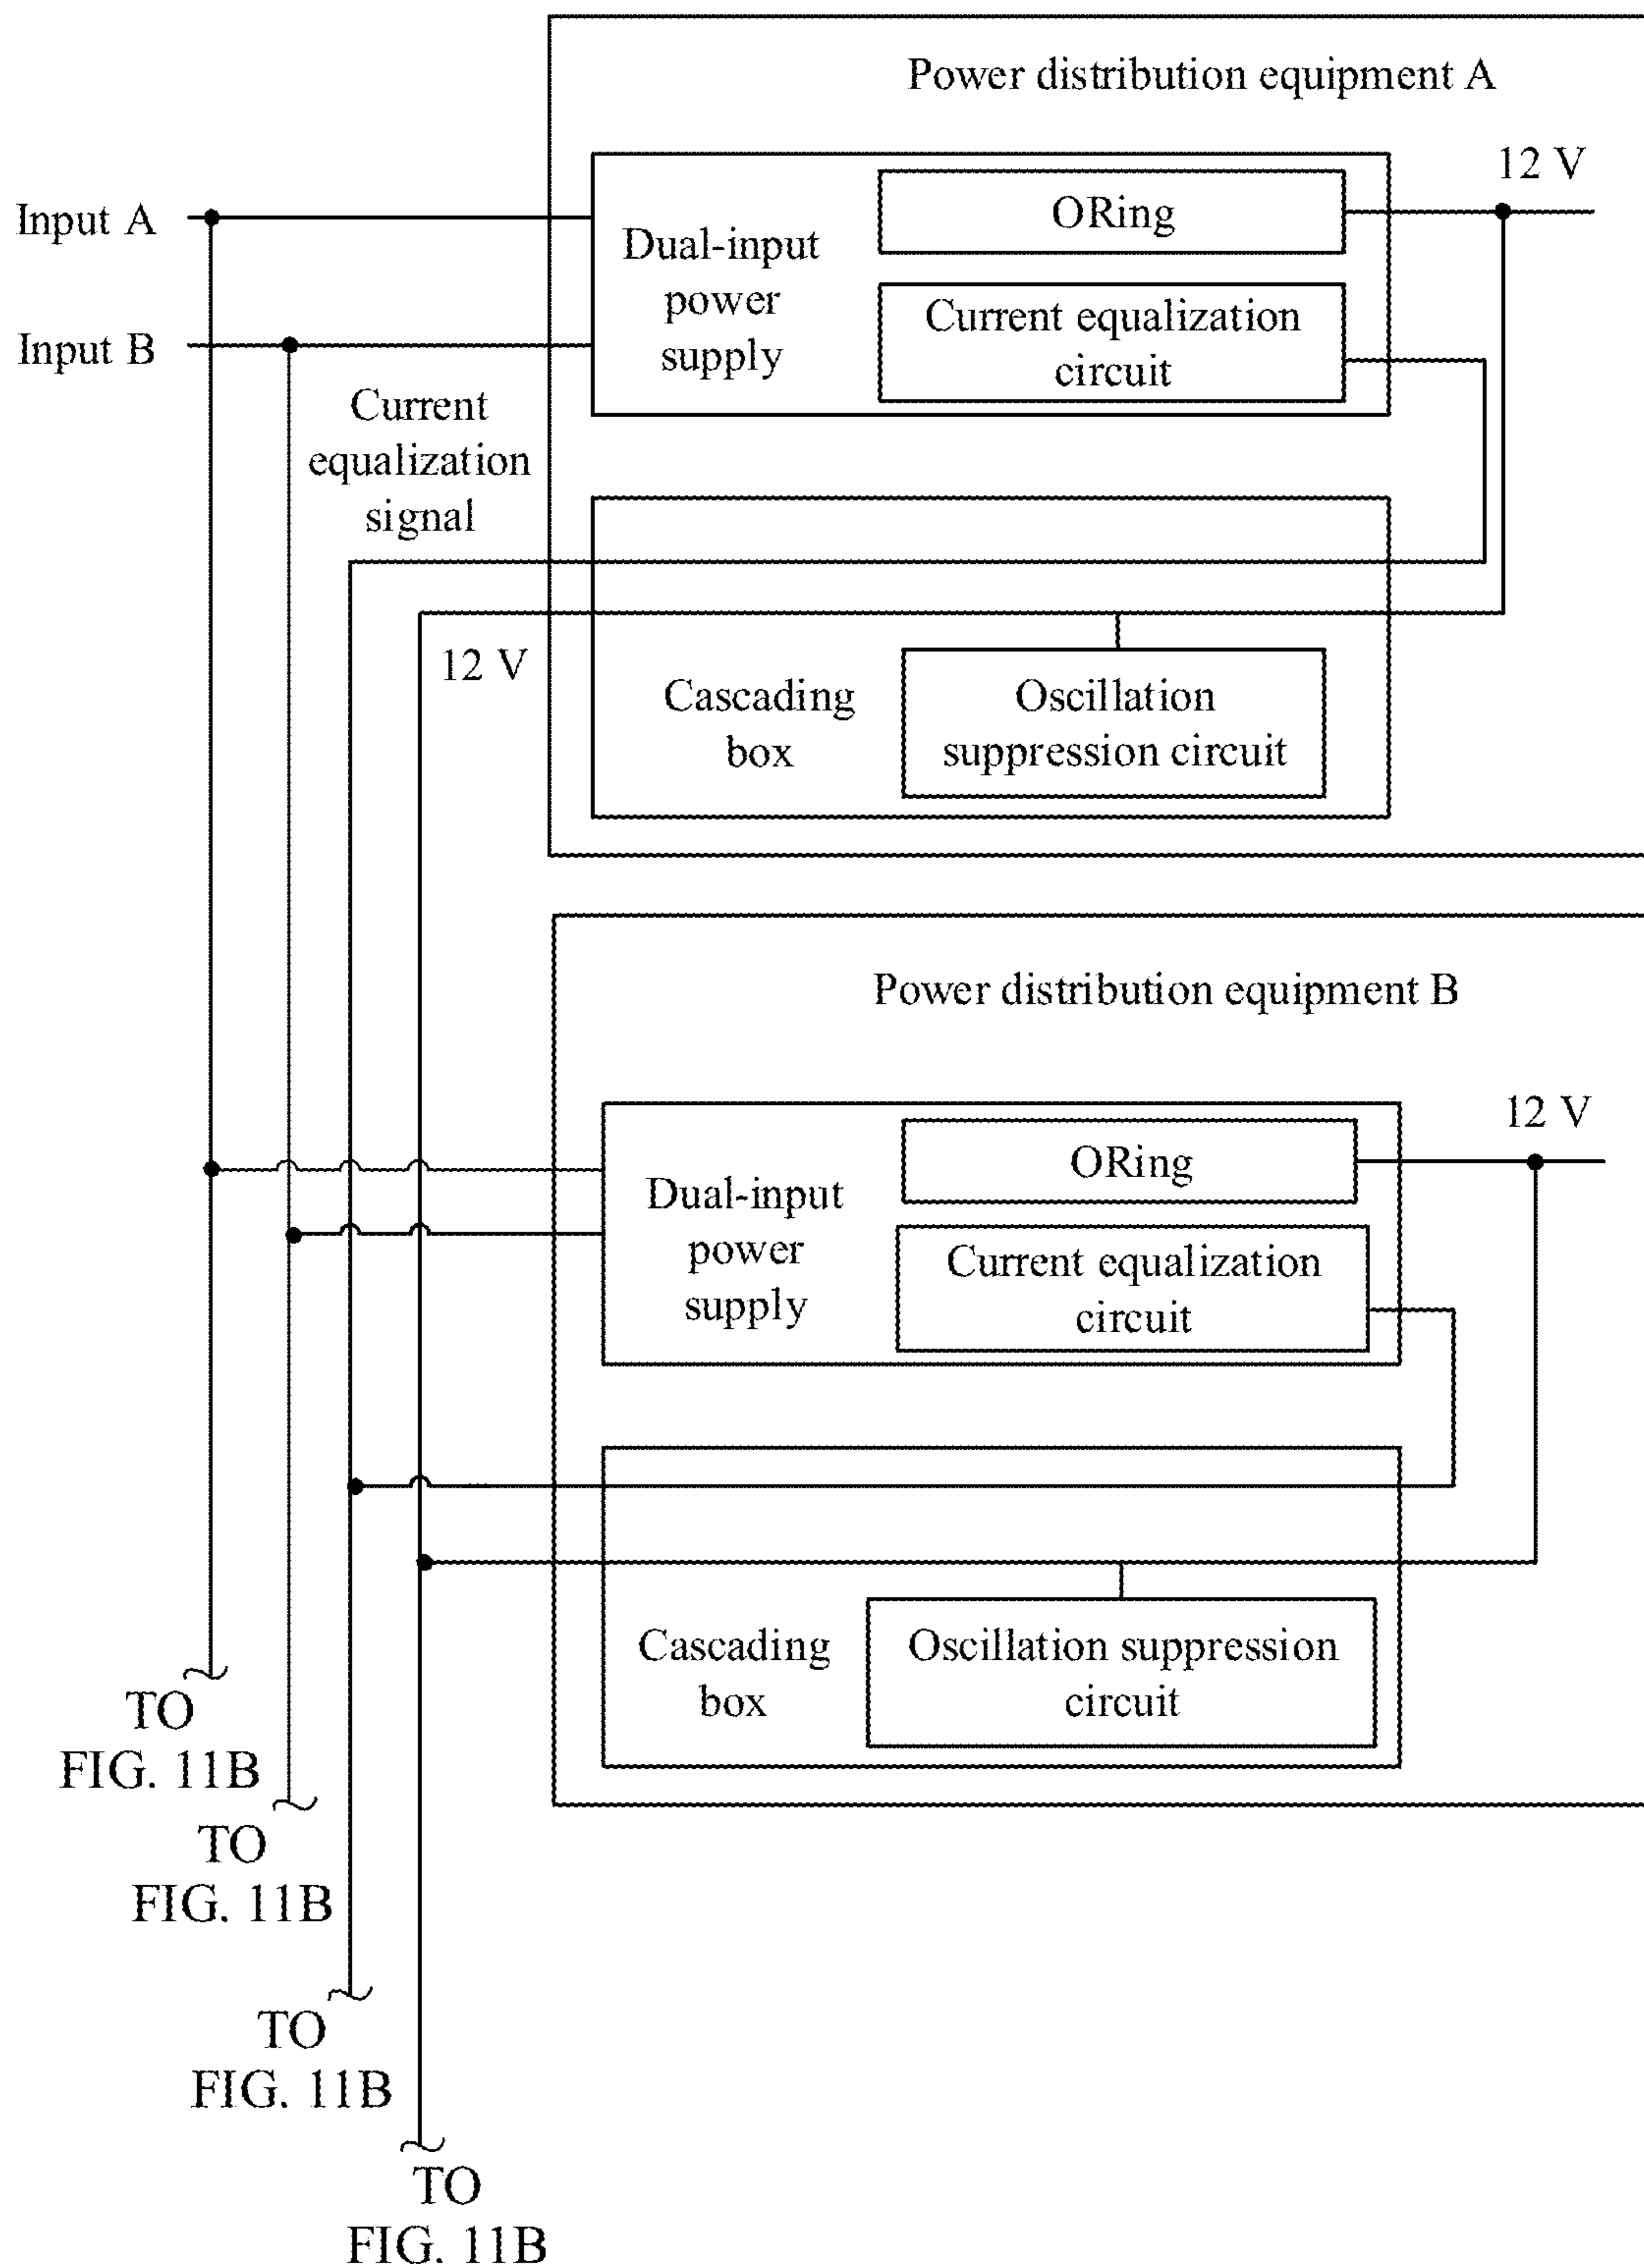 Power distribution equipment A
12 V
Input A
ORing
Dual-input
power
supply
Input B
Current equalization
circuit
Current
equalization
signal
12 V
Cascading
box
Oscillation
suppression circuit
Power distribution equipment B
12 V
ORing
Dual-input
power
supply
Current equalization
circuit
Cascading
box
Oscillation suppression
circuit
TO
FIG. 11B
TO
FIG. 11B
TO
FIG. 11B
TO
FIG. 11B